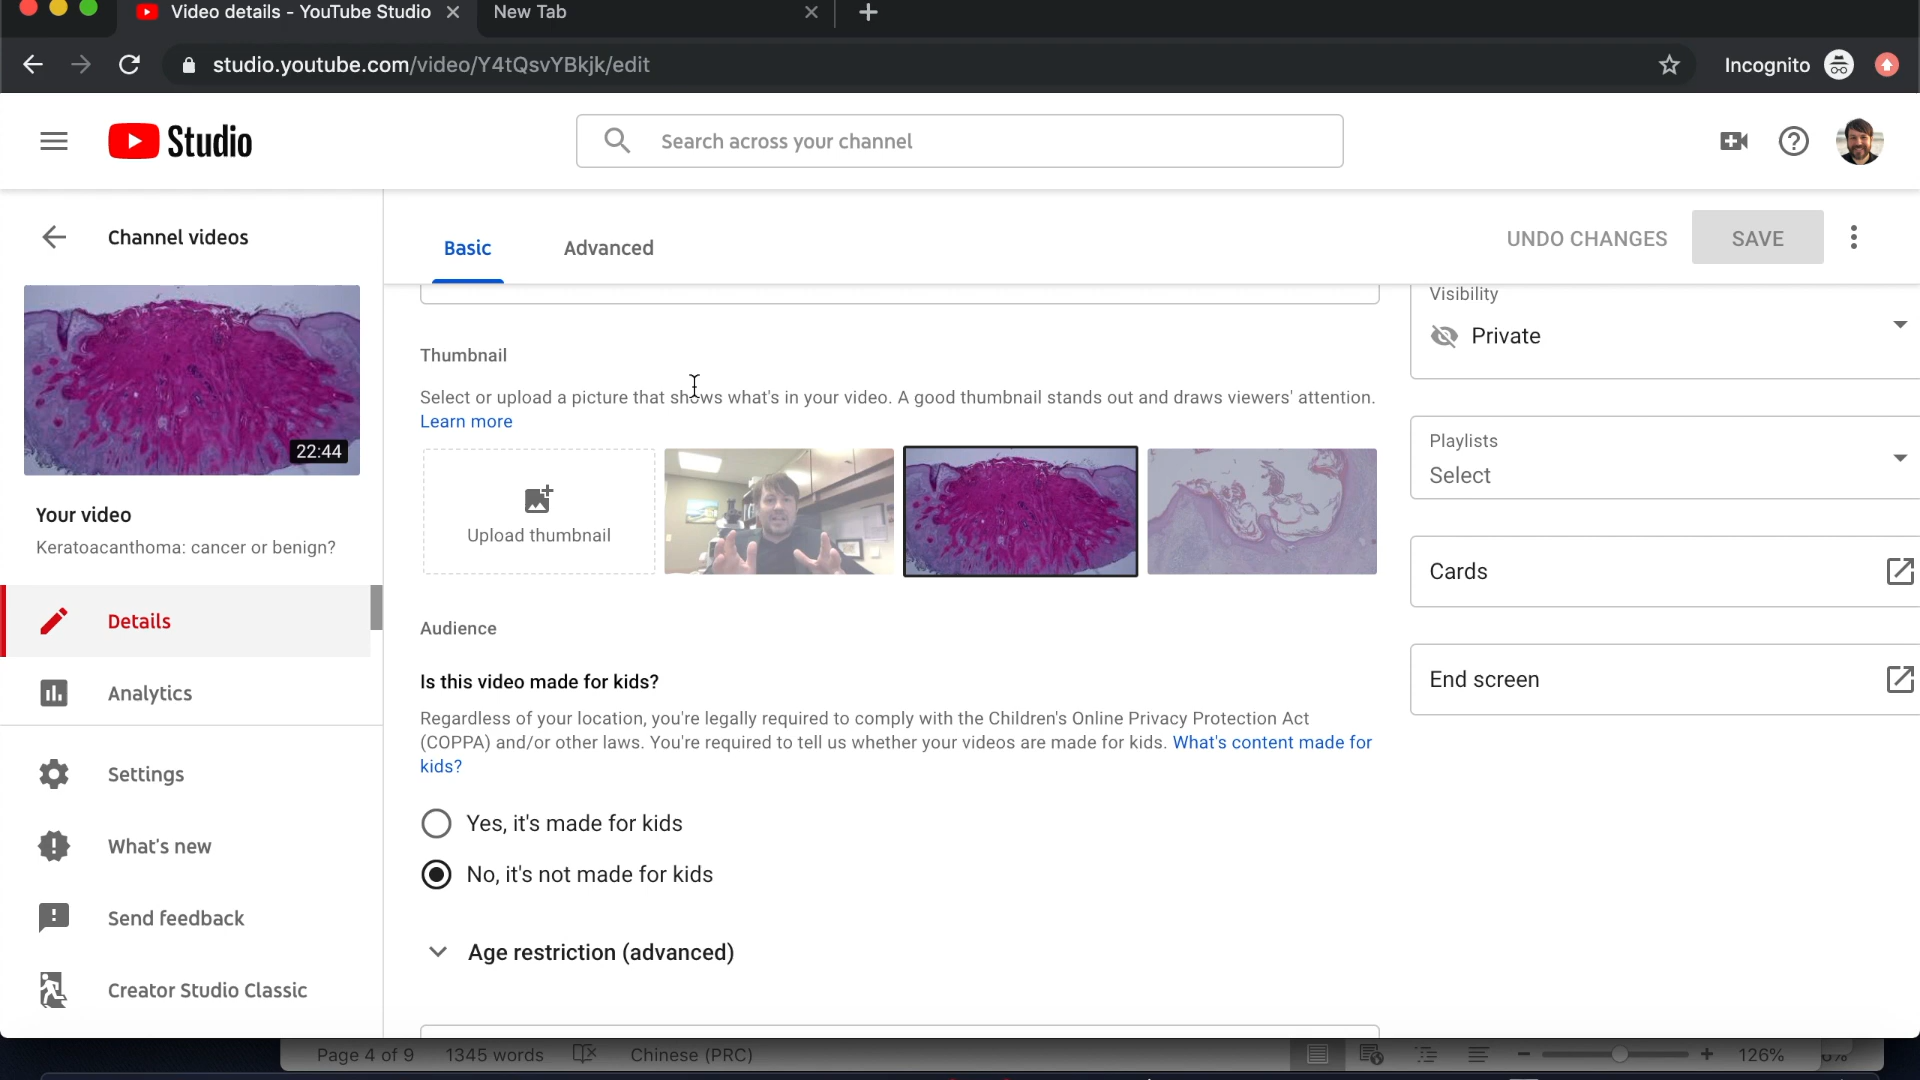 Video details - YouTube Studio
New Tab
studio.youtube.com/video/Y4tQsvYBkjk/edit
Incognito
Studio
Search across your channel
Channel videos
Basic
Advanced
UNDO CHANGES
SAVE
22:44
Your video
Keratoacanthoma: cancer or benign?
Details
Analytics
Settings
What's new
Send feedback
Creator Studio Classic
Thumbnail
Select or upload a picture that shows what's in your video. A good thumbnail stands out and draws viewers' attention.
Learn more
Upload thumbnail
Audience
Is this video made for kids?
Regardless of your location, you're legally required to comply with the Children's Online Privacy Protection Act
(COPPA) and/or other laws. You're required to tell us whether your videos are made for kids. What's content made for
kids?
Yes, it's made for kids
No, it's not made for kids
Age restriction (advanced)
Visibility
Private
Playlists
Select
Cards
End screen
Page 4 of 9
1345 words
Chinese (PRC)
126%